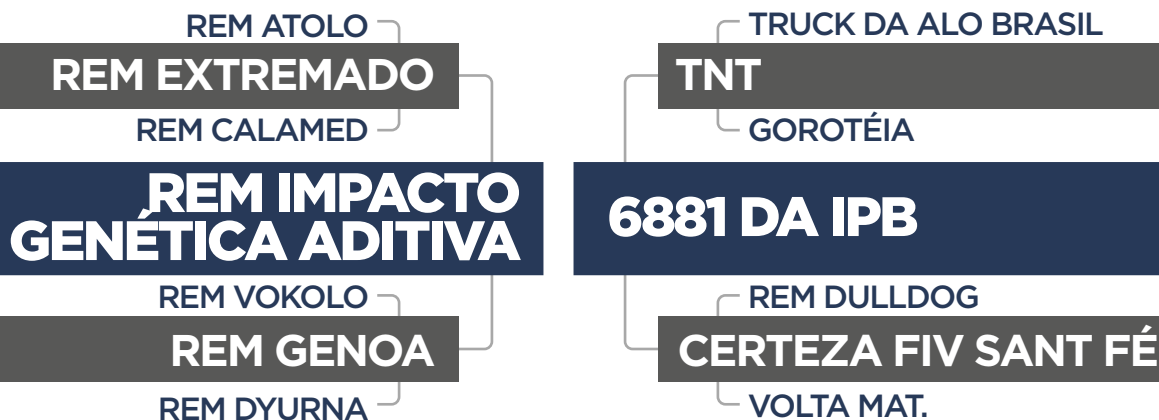 REM ATOLO
REM EXTREMADO
REM CALAMED
REM IMPACTO
GENÉTICA ADITIVA
REM VOKOLO
REM GENOA
REM DYURNA
TRUCK DA ALO BRASIL
TNT
GOROTÉIA
6881 DA IPB
REM DULLDOG
CERTEZA FIV SANT FÉ
VOLTA MAT.